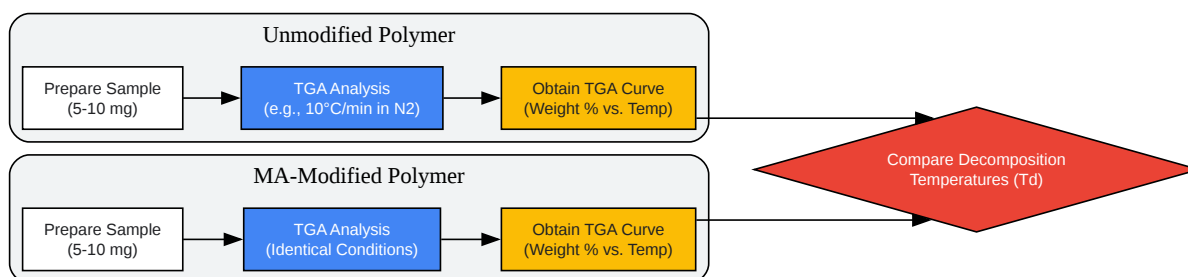 Unmodified Polymer
Prepare Sample
(5-10 mg)
TGA Analysis
(e.g., 10°C/min in N2)
Obtain TGA Curve
(Weight % vs. Temp)
MA-Modified Polymer
Prepare Sample
(5-10 mg)
TGA Analysis
(Identical Conditions)
Obtain TGA Curve
(Weight % vs. Temp)
Compare Decomposition
Temperatures (Td)